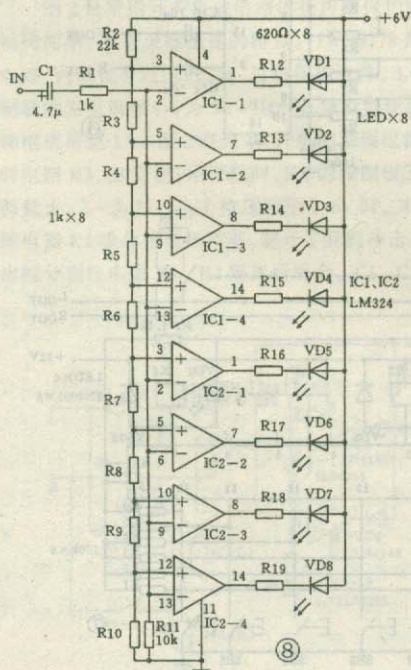 R2
22k
620Ω×8
+6V
4
IN
C1
R1
4.7μ
1k
3
2
1
IC1-1
R12
VD1
LED×8
R3
5
6
7
IC1-2
R13
VD2
R4
1k×8
10
9
8
IC1-3
R14
VD3
R5
12
13
14
IC1-4
R15
VD4
IC1、IC2
LM324
R6
3
2
1
IC2-1
R16
VD5
R7
5
6
7
IC2-2
R17
VD6
R8
10
9
8
IC2-3
R18
VD7
R9
12
13
14
IC2-4
R19
VD8
11
R10
R11
10k
⑧